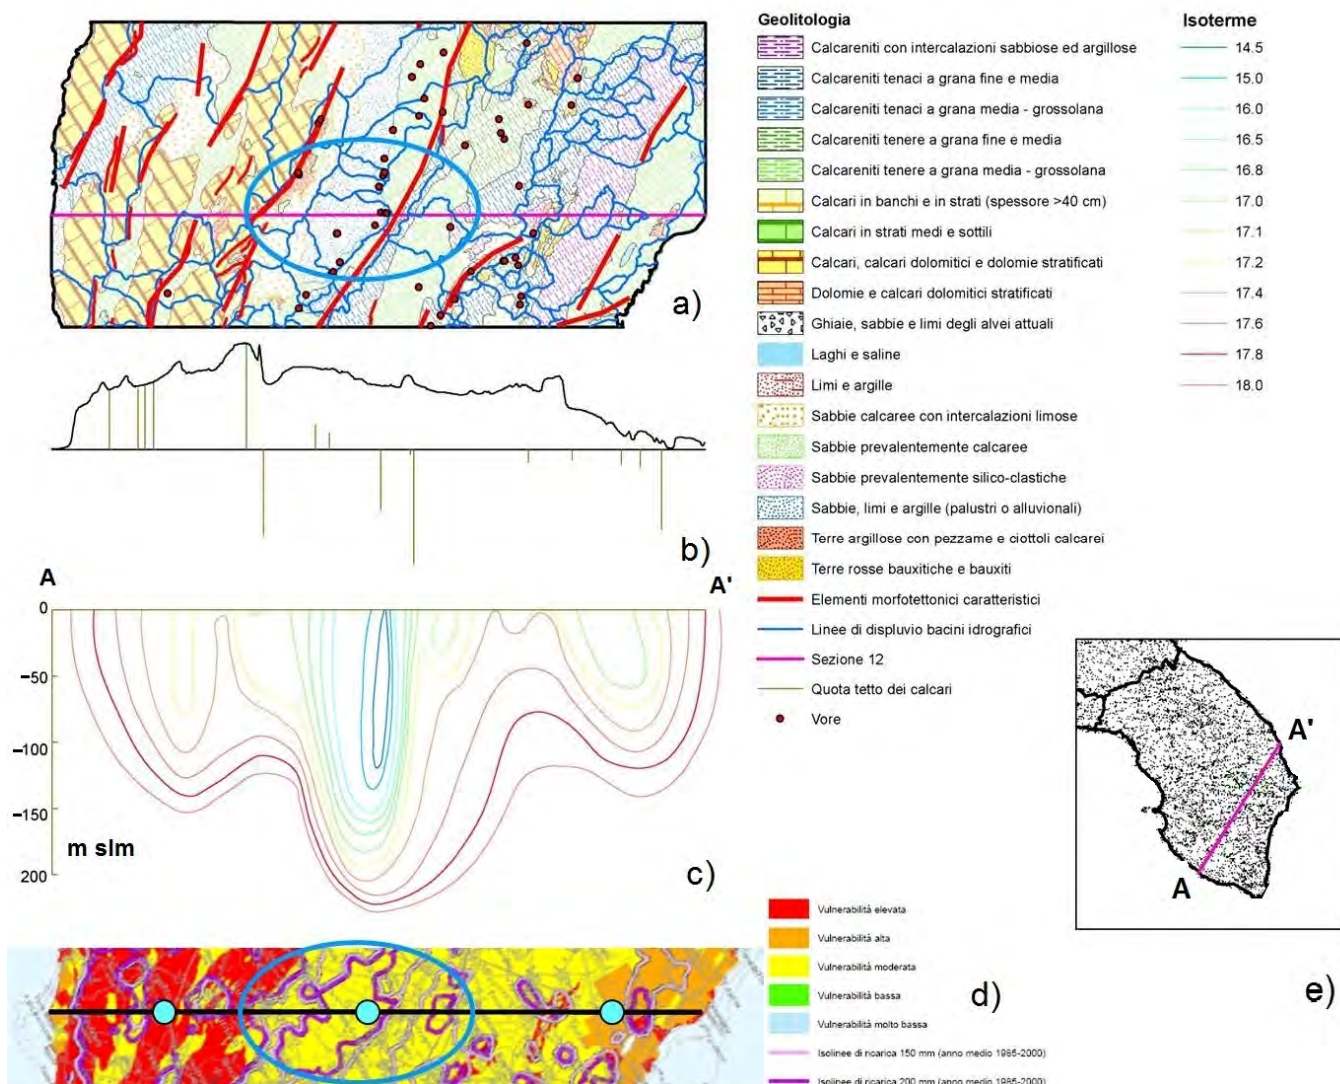 Geolitologia
Calcareniti con intercalazioni sabbiose ed argillose
Calcareniti tenaci a grana fine e media
Calcareniti tenaci a grana media - grossolana
Calcareniti tenere a grana fine e media
Calcareniti tenere a grana media - grossolana
Calcari in banchi e in strati (spessore >40 cm)
Calcari in strati medi e sottili
Calcari, calcari dolomitici e dolomie stratificati
Dolomie e calcari dolomitici stratificati
Ghiaie, sabbie e limi degli alvei attuali
Laghi e saline
Limi e argille
Sabbie calcaree con intercalazioni limose
Sabbie prevalentemente calcaree
Sabbie prevalentemente silico-clastiche
Sabbie, limi e argille (palustri o alluvionali)
Terre argillose con pezzame e ciottoli calcarei
Terre rosse bauxitiche e bauxiti
Elementi morfotettonici caratteristici
Linee di displuvio bacini idrografici
Sezione 12
Quota tetto dei calcari
Vore
Isoterme
14.5
15.0
16.0
16.5
16.8
17.0
17.1
17.2
17.4
17.6
17.8
18.0
a)
b)
A
A'
0
−50
−100
−150
200
m slm
c)
Vulnerabilità elevata
Vulnerabilità alta
Vulnerabilità moderata
Vulnerabilità bassa
Vulnerabilità molto bassa
Isolinee di ricarica 150 mm (anno medio 1985-2000)
Isolinee di ricarica 200 mm (anno medio 1985-2000)
d)
A'
A
e)